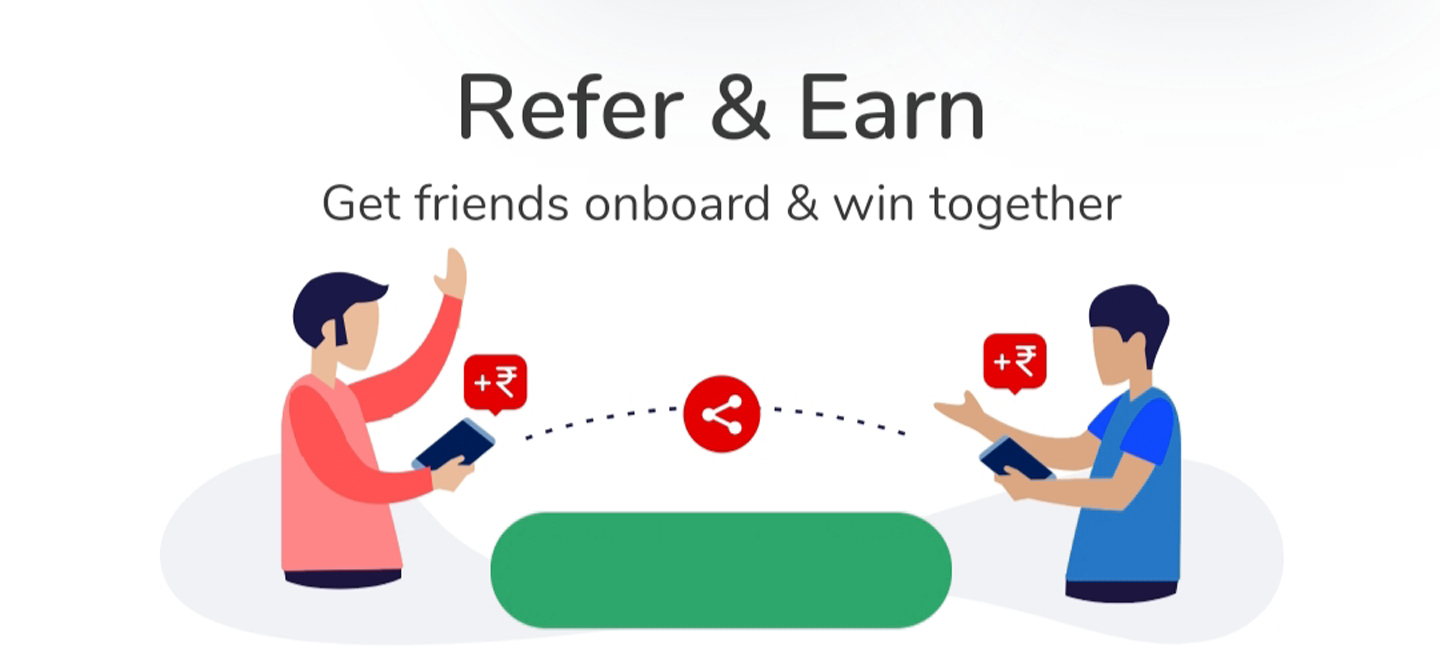 Refer & Earn
Get friends onboard & win together
+₹
+₹